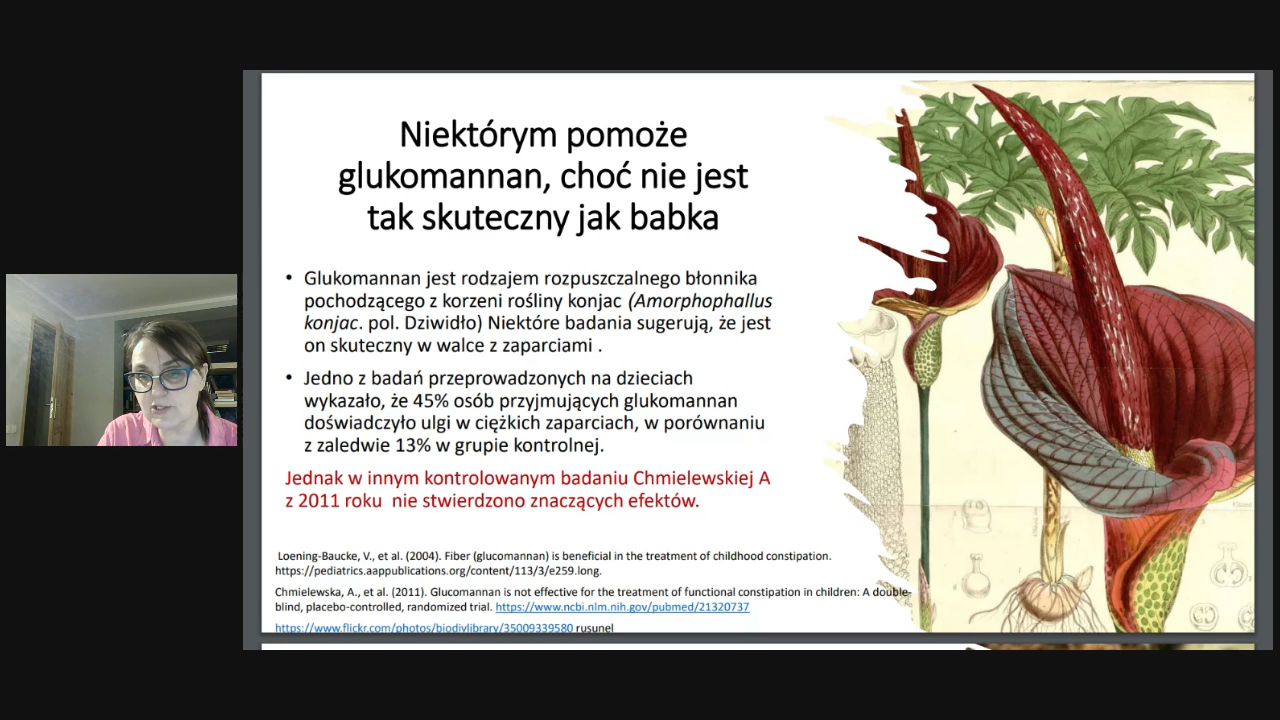 Niektórym pomoże
glukomannan, choć nie jest
tak skuteczny jak babka
• Glukomannan jest rodzajem rozpuszczalnego błonnika
pochodzącego z korzeni rośliny konjac (Amorphophallus
konjac. pol. Dziwidło) Niektóre badania sugerują, że jest
on skuteczny w walce z zaparciami .
• Jedno z badań przeprowadzonych na dzieciach
wykazało, że 45% osób przyjmujących glukomannan
doświadczyło ulgi w ciężkich zaparciach, w porównaniu
z zaledwie 13% w grupie kontrolnej.
Jednak w innym kontrolowanym badaniu Chmielewskiej A
z 2011 roku  nie stwierdzono znaczących efektów.
Loening-Baucke, V., et al. (2004). Fiber (glucomannan) is beneficial in the treatment of childhood constipation.
https://pediatrics.aappublications.org/content/113/3/e259.long.
Chmielewska, A., et al. (2011). Glucomannan is not effective for the treatment of functional constipation in children: A double-
blind, placebo-controlled, randomized trial. https://www.ncbi.nlm.nih.gov/pubmed/21320737
https://www.flickr.com/photos/biodivlibrary/35009339580 rusunel